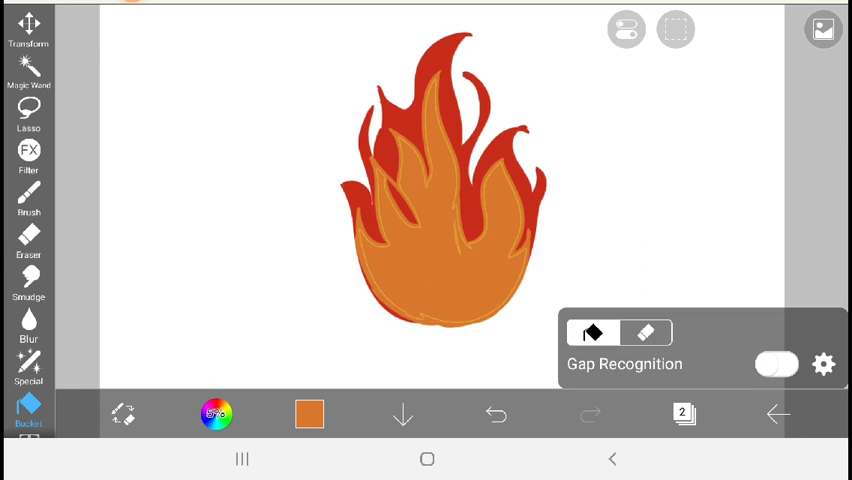 Transform
Magic Wand
Lasso
FX
Filter
Brush
Eraser
Smudge
Blur
Special
Bucket
Gap Recognition
2